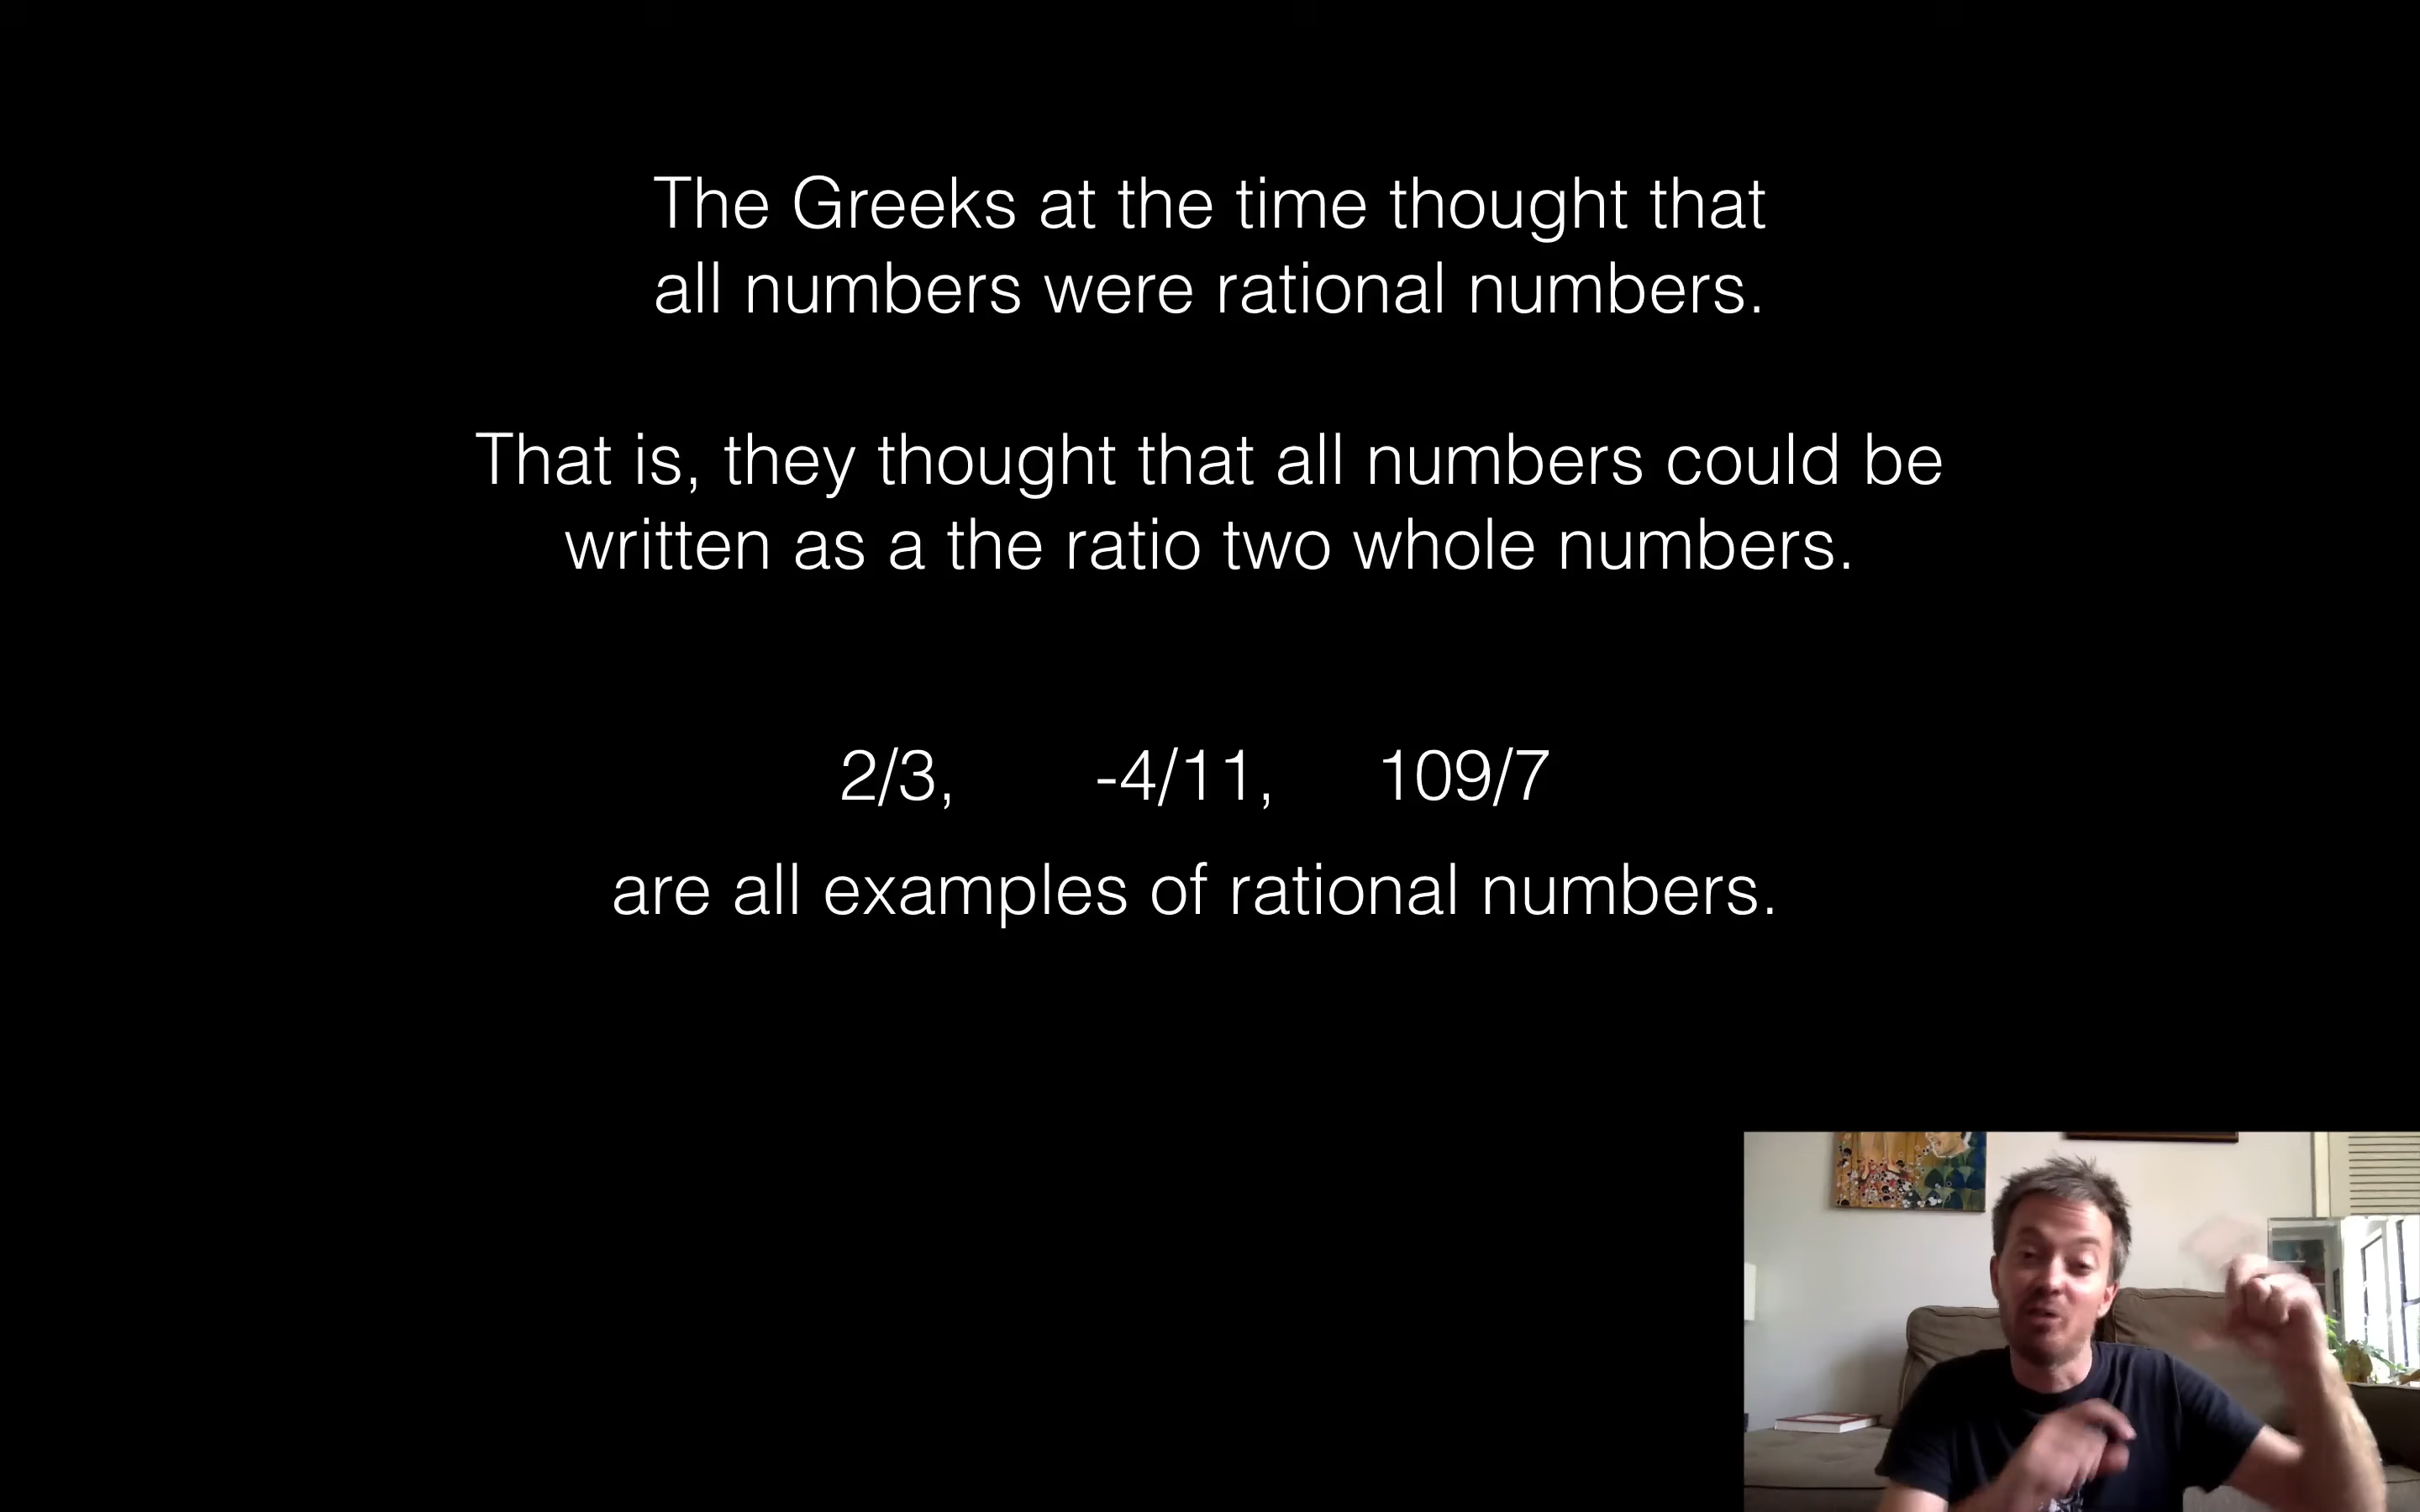 The Greeks at the time thought that
all numbers were rational numbers.
That is, they thought that all numbers could be
written as a the ratio two whole numbers.
2/3, -4/11, 109/7
are all examples of rational numbers.